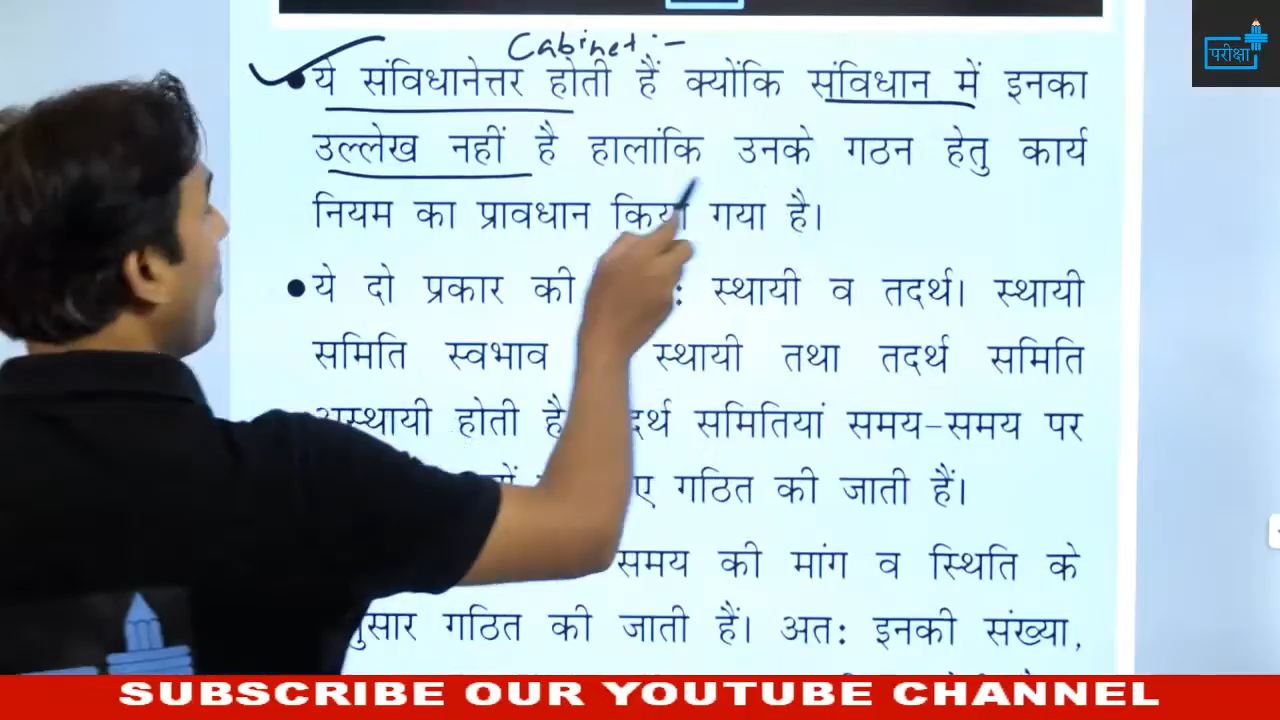 परीक्षा
Cabinet :-
• ये संविधानेत्तर होती हैं क्योंकि संविधान में इनका
उल्लेख नहीं है हालांकि उनके गठन हेतु कार्य
नियम का प्रावधान किया गया है।
• ये दो प्रकार की : स्थायी व तदर्थ। स्थायी
समिति स्वभाव स्थायी तथा तदर्थ समिति
अस्थायी होती है समितियां समय-समय पर
गठित की जाती हैं।
समय की मांग व स्थिति के
गठित की जाती हैं। अतः इनकी संख्या,
SUBSCRIBE OUR YOUTUBE CHANNEL